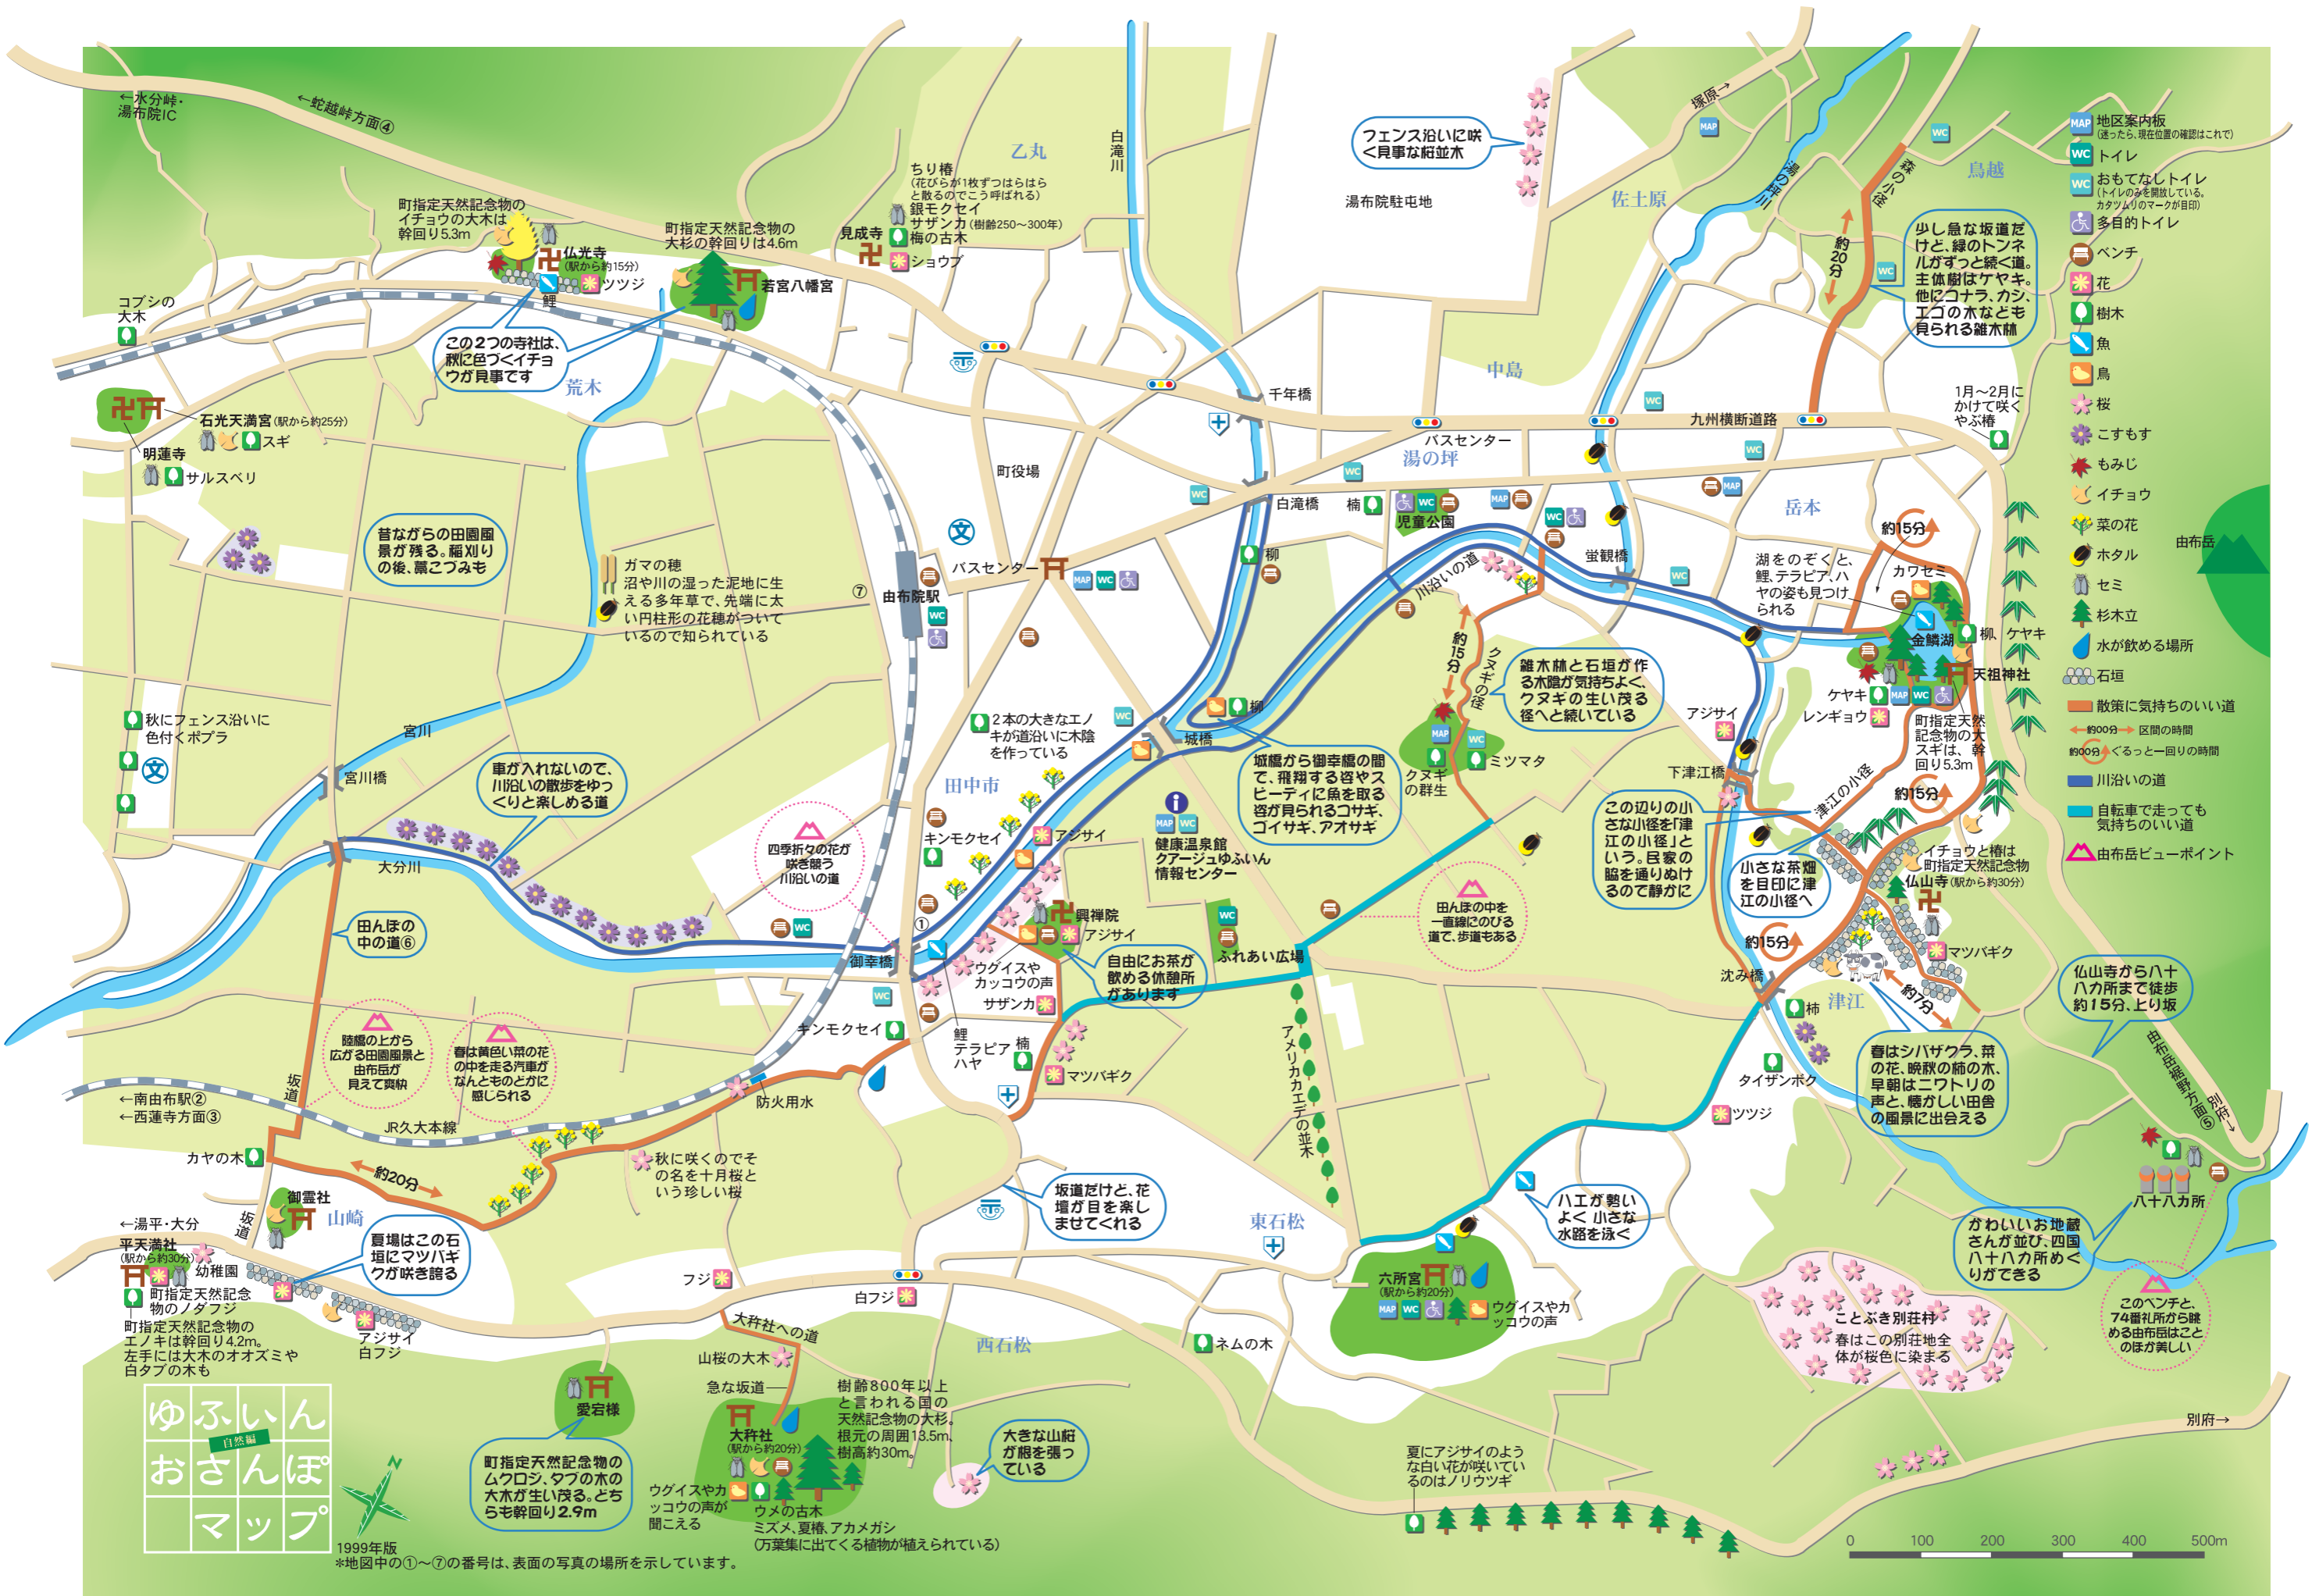 ←水分峠・
湯布院IC
←蛇越峠方面④
乙丸
白滝川
ちり椿
(花びらが1枚ずつはらはら
と散るのでこう呼ばれる)
銀モクセイ
サザンカ(樹齢250〜300年)
梅の古木
ショウブ
見成寺
町指定天然記念物の
イチョウの大木は
幹回り5.3m
仏光寺
(駅から約15分)
ツツジ
鯉
町指定天然記念物の
大杉の幹回りは4.6m
若宮八幡宮
コブシの
大木
この2つの寺社は、
秋に色づくイチョ
ウが見事です
荒木
石光天満宮(駅から約25分)
スギ
明蓮寺
サルスベリ
フェンス沿いに咲
く見事な桜並木
湯布院駐屯地
塚原→
MAP
佐土原
湯の坪川
森の小径
WC
鳥越
約20分
WC
少し急な坂道だ
けど、緑のトンネ
ルがずっと続く道。
主体樹はケヤキ。
他にコナラ、カシ、
エゴの木なども
見られる雑木林
MAP 地区案内板
(迷ったら、現在位置の確認はこれで)
WC トイレ
WC おもてなしトイレ
(トイレのみを開放している。
カタツムリのマークが目印)
多目的トイレ
ベンチ
花
樹木
魚
鳥
桜
こすもす
もみじ
イチョウ
菜の花
ホタル
セミ
杉木立
水が飲める場所
石垣
散策に気持ちのいい道
約00分 区間の時間
約00分 ぐるっと一回りの時間
川沿いの道
自転車で走っても
気持ちのいい道
由布岳ビューポイント
由布岳
中島
千年橋
九州横断道路
バスセンター
湯の坪
1月〜2月に
かけて咲く
やぶ椿
町役場
白滝橋
楠
児童公園
岳本
昔ながらの田園風
景が残る。稲刈り
の後、藁こづみも
ガマの穂
沼や川の湿った泥地に生
える多年草で、先端に太
い円柱形の花穂がついて
いるので知られている
文
⑦
由布院駅
バスセンター
MAP WC
柳
川沿いの道
蛍観橋
約15分
カワセミ
湖をのぞくと、
鯉、テラピア、ハ
ヤの姿も見つけ
られる
金鱗湖
柳、ケヤキ
天祖神社
ケヤキ
MAP WC
レンギョウ
町指定天然
記念物の大
スギは、幹
回り5.3m
約15分
クヌギの径
雑木林と石垣が作
る木陰が気持ちよく、
クヌギの生い茂る
径へと続いている
アジサイ
下津江橋
MAP
WC
クヌギ
の群生
ミツマタ
秋にフェンス沿いに
色付くポプラ
文
宮川
宮川橋
2本の大きなエノ
キが道沿いに木陰
を作っている
田中市
柳
城橋
城橋から御幸橋の間
で、飛翔する姿やス
ピーディに魚を取る
姿が見られるコサギ、
ゴイサギ、アオサギ
車が入れないので、
川沿いの散歩をゆっ
くりと楽しめる道
大分川
四季折々の花が
咲き競う
川沿いの道
キンモクセイ
アジサイ
MAP WC
健康温泉館
クアージュゆふいん
情報センター
この辺りの小
さな小径を「津
江の小径」と
いう。民家の
脇を通りぬけ
るので静かに
津江の小径
約15分
小さな茶畑
を目印に津
江の小径へ
イチョウと椿は
町指定天然記念物
仏山寺(駅から約30分)
マツバギク
約15分
約7分
沈み橋
津江
田んぼの中を
一直線にのびる
道で、歩道もある
田んぼの
中の道⑥
WC
①
御幸橋
興禅院
アジサイ
ウグイスや
カッコウの声
自由にお茶が
飲める休憩所
があります
WC
ふれあい広場
サザンカ
アメリカカエデの並木
仏山寺から八十
八カ所まで徒歩
約15分、上り坂
柿
タイザンボク
ツツジ
春はシバザクラ、菜
の花、晩秋の柿の木、
早朝はニワトリの
声と、懐かしい田舎
の風景に出会える
由布岳裾野方面⑤
別府→
八十八カ所
かわいいお地蔵
さんが並び、四国
八十八カ所めぐ
りができる
このベンチと、
74番礼所から眺
める由布岳はこと
のほか美しい
陸橋の上から
広がる田園風景と
由布岳が
見えて爽快
春は黄色い菜の花
の中を走る汽車が
なんとものどかに
感じられる
坂道
WC
キンモクセイ
鯉
テラピア
ハヤ
楠
マツバギク
←南由布駅②
←西蓮寺方面③
JR久大本線
防火用水
カヤの木
約20分
秋に咲くのでそ
の名を十月桜と
いう珍しい桜
御霊社
山崎
坂道
←湯平・大分
平天満社
(駅から約30分)
幼稚園
町指定天然記念
物のノダフジ
町指定天然記念物の
エノキは幹回り4.2m。
左手には大木のオオズミや
白タブの木も
夏場はこの石
垣にマツバギ
クが咲き誇る
アジサイ
白フジ
坂道だけど、花
壇が目を楽し
ませてくれる
東石松
ハエが勢い
よく 小さな
水路を泳ぐ
フジ
白フジ
六所宮
(駅から約20分)
MAP WC
ウグイスやカ
ッコウの声
ことぶき別荘村
春はこの別荘地全
体が桜色に染まる
大杵社への道
西石松
ネムの木
山桜の大木
急な坂道
愛宕様
大杵社
(駅から約20分)
樹齢800年以上
と言われる国の
天然記念物の大杉。
根元の周囲13.5m、
樹高約30m。
大きな山桜
が根を張っ
ている
町指定天然記念物の
ムクロジ、タブの木の
大木が生い茂る。どち
らも幹回り2.9m
ウグイスやカ
ッコウの声が
聞こえる
ウメの古木
ミズメ、夏椿、アカメガシ
(万葉集に出てくる植物が植えられている)
夏にアジサイのよう
な白い花が咲いてい
るのはノリウツギ
別府→
ゆふいん
自然編
おさんぽ
マップ
N
1999年版
*地図中の①〜⑦の番号は、表面の写真の場所を示しています。
0 100 200 300 400 500m